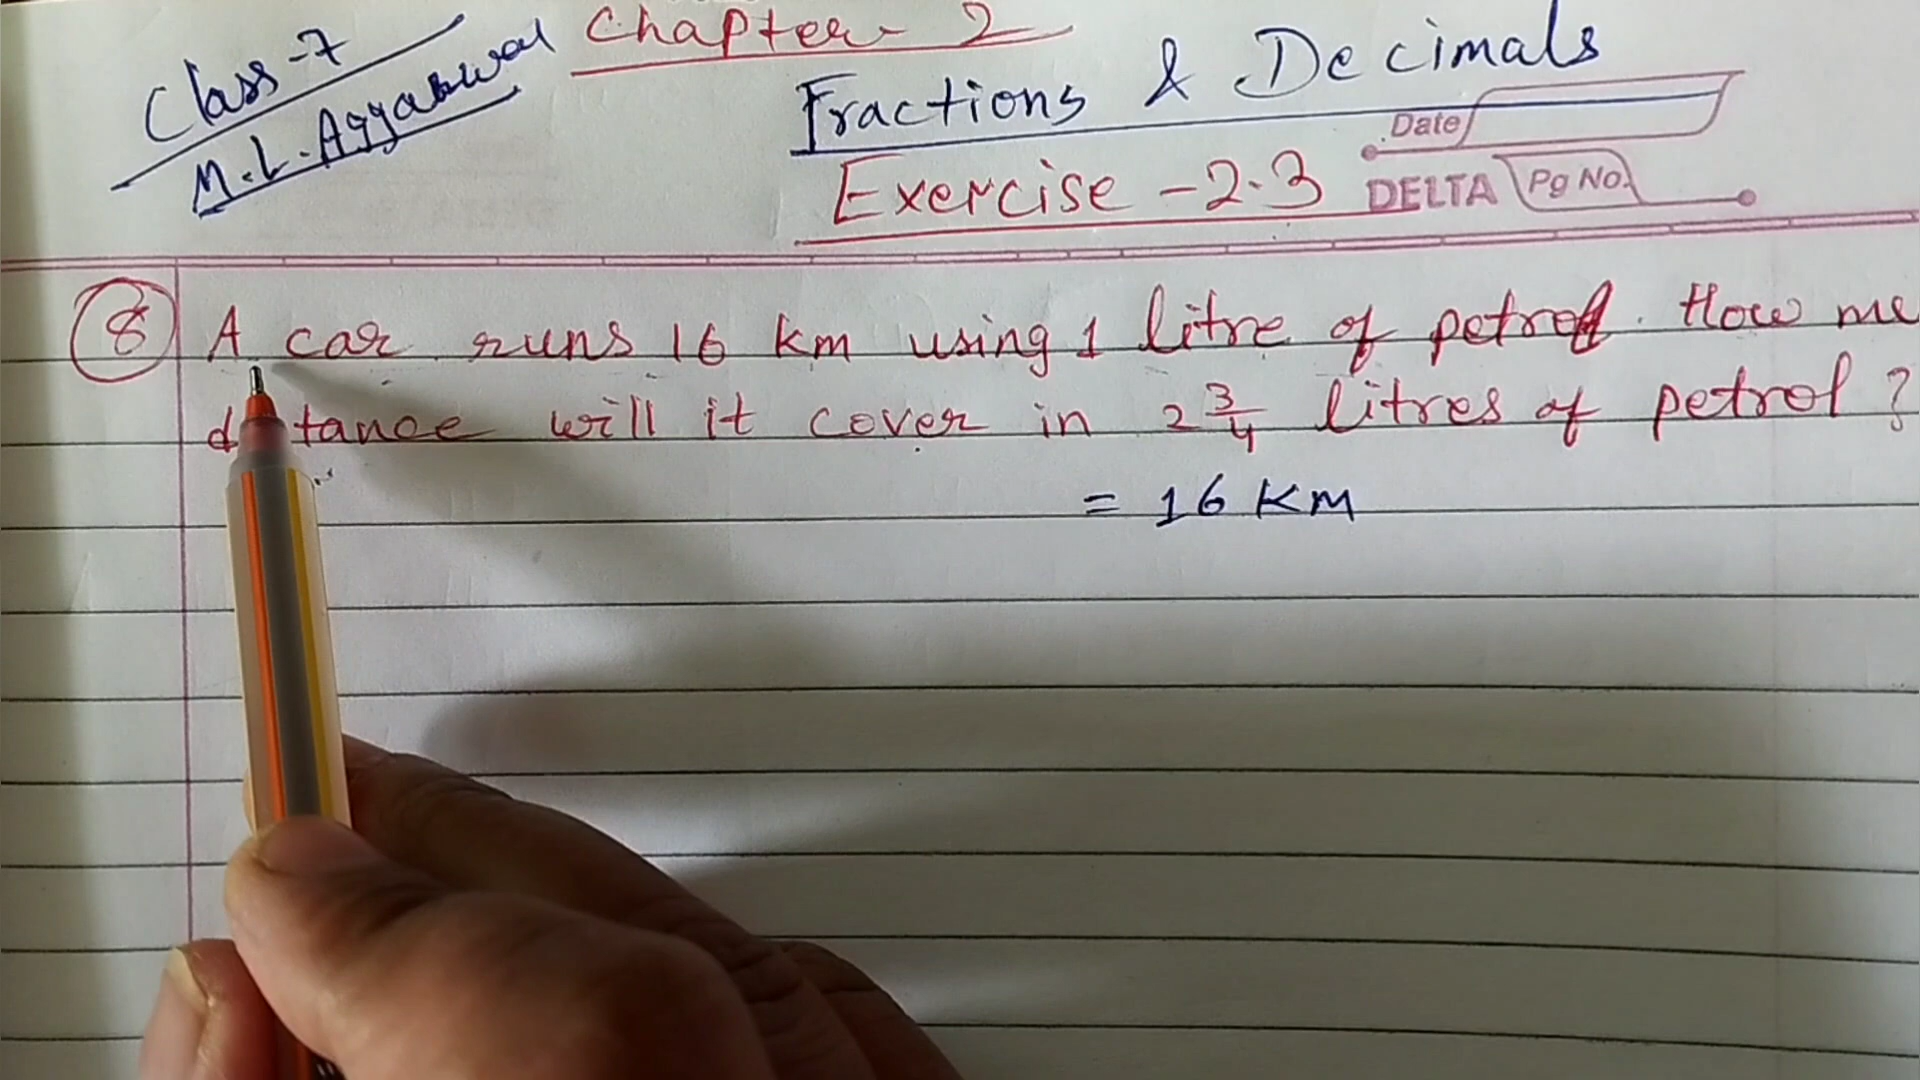 Class-7
M.L. Aggarwal
Chapter-2
Fractions & Decimals
Date
Exercise-2.3
DELTA Pg No.
8 A car runs 16 km using 1 litre of petrol. How
tance will it cover in 2 3/4 litres of petrol?
= 16 KM